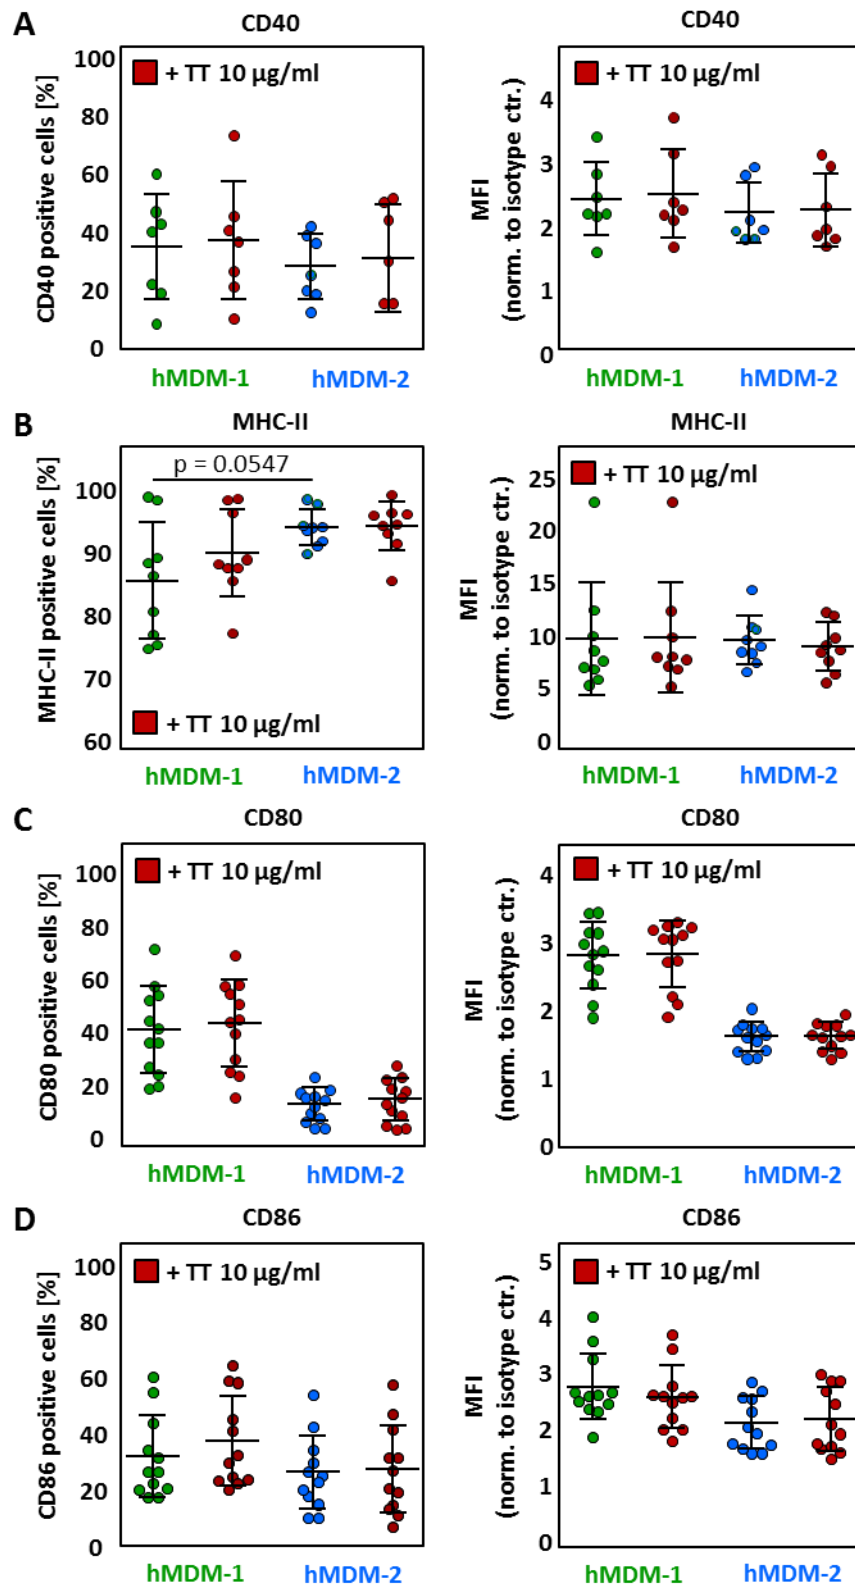 A
CD40
CD40
CD40 positive cells [%]
100
80
60
40
20
0
+ TT 10 µg/ml
hMDM-1
hMDM-2
MFI
(norm. to isotype ctr.)
4
3
2
1
0
+ TT 10 µg/ml
hMDM-1
hMDM-2
B
MHC-II
MHC-II
MHC-II positive cells [%]
100
90
80
70
60
p = 0.0547
+ TT 10 µg/ml
hMDM-1
hMDM-2
MFI
(norm. to isotype ctr.)
25
20
15
10
5
0
+ TT 10 µg/ml
hMDM-1
hMDM-2
C
CD80
CD80
CD80 positive cells [%]
100
80
60
40
20
0
+ TT 10 µg/ml
hMDM-1
hMDM-2
MFI
(norm. to isotype ctr.)
4
3
2
1
0
+ TT 10 µg/ml
hMDM-1
hMDM-2
D
CD86
CD86
CD86 positive cells [%]
100
80
60
40
20
0
+ TT 10 µg/ml
hMDM-1
hMDM-2
MFI
(norm. to isotype ctr.)
5
4
3
2
1
0
+ TT 10 µg/ml
hMDM-1
hMDM-2